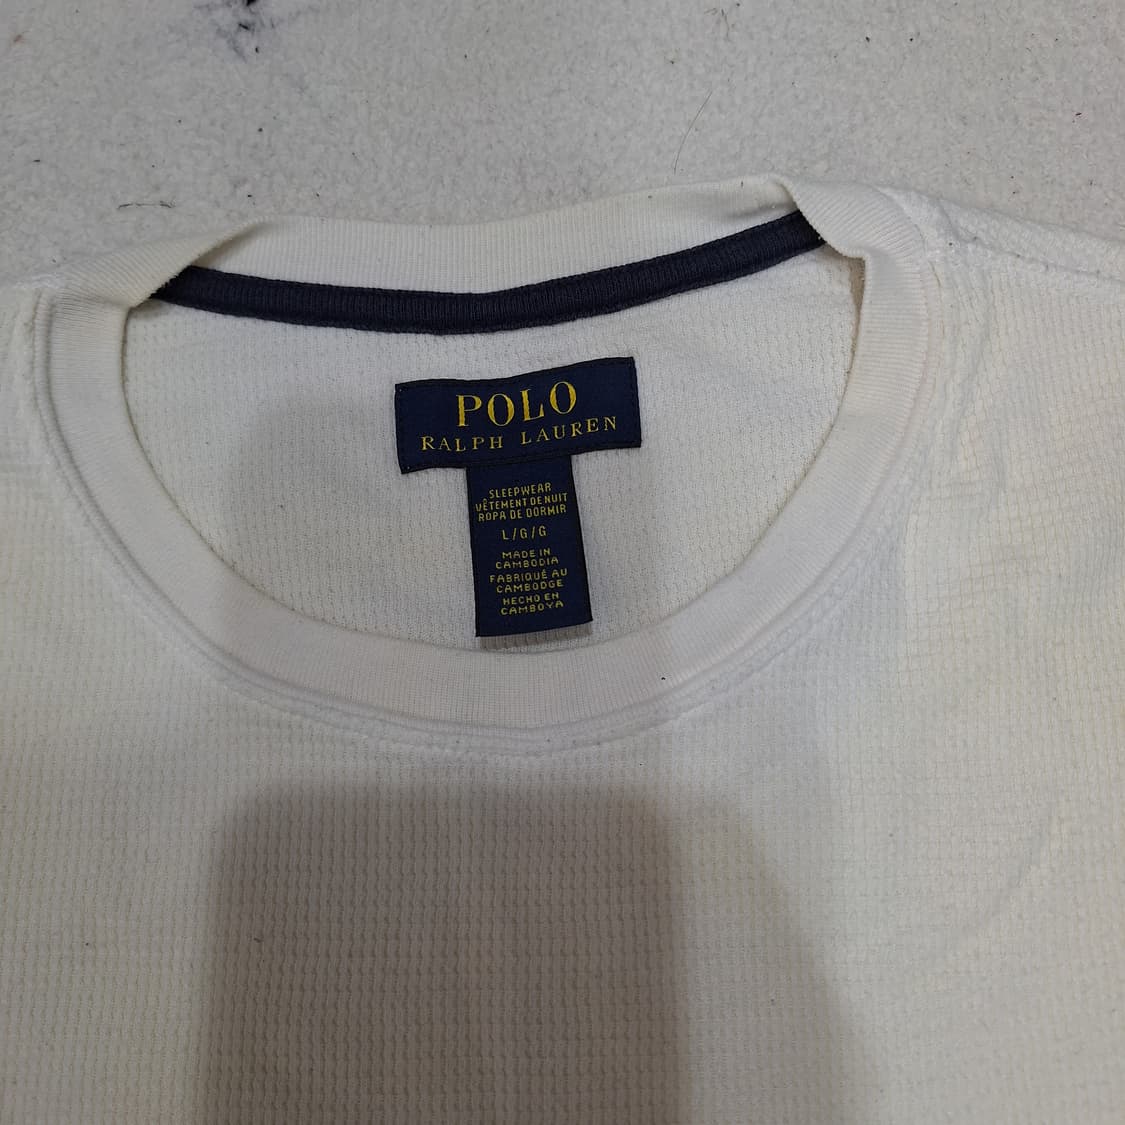 POLO
RALPH LAUREN
SLEEPWEAR
VÊTEMENT DE NUIT
ROPA DE DORMIR
L/G/G
MADE IN
CAMBODIA
FABRIQUÉ AU
CAMBODGE
HECHO EN
CAMBOYA